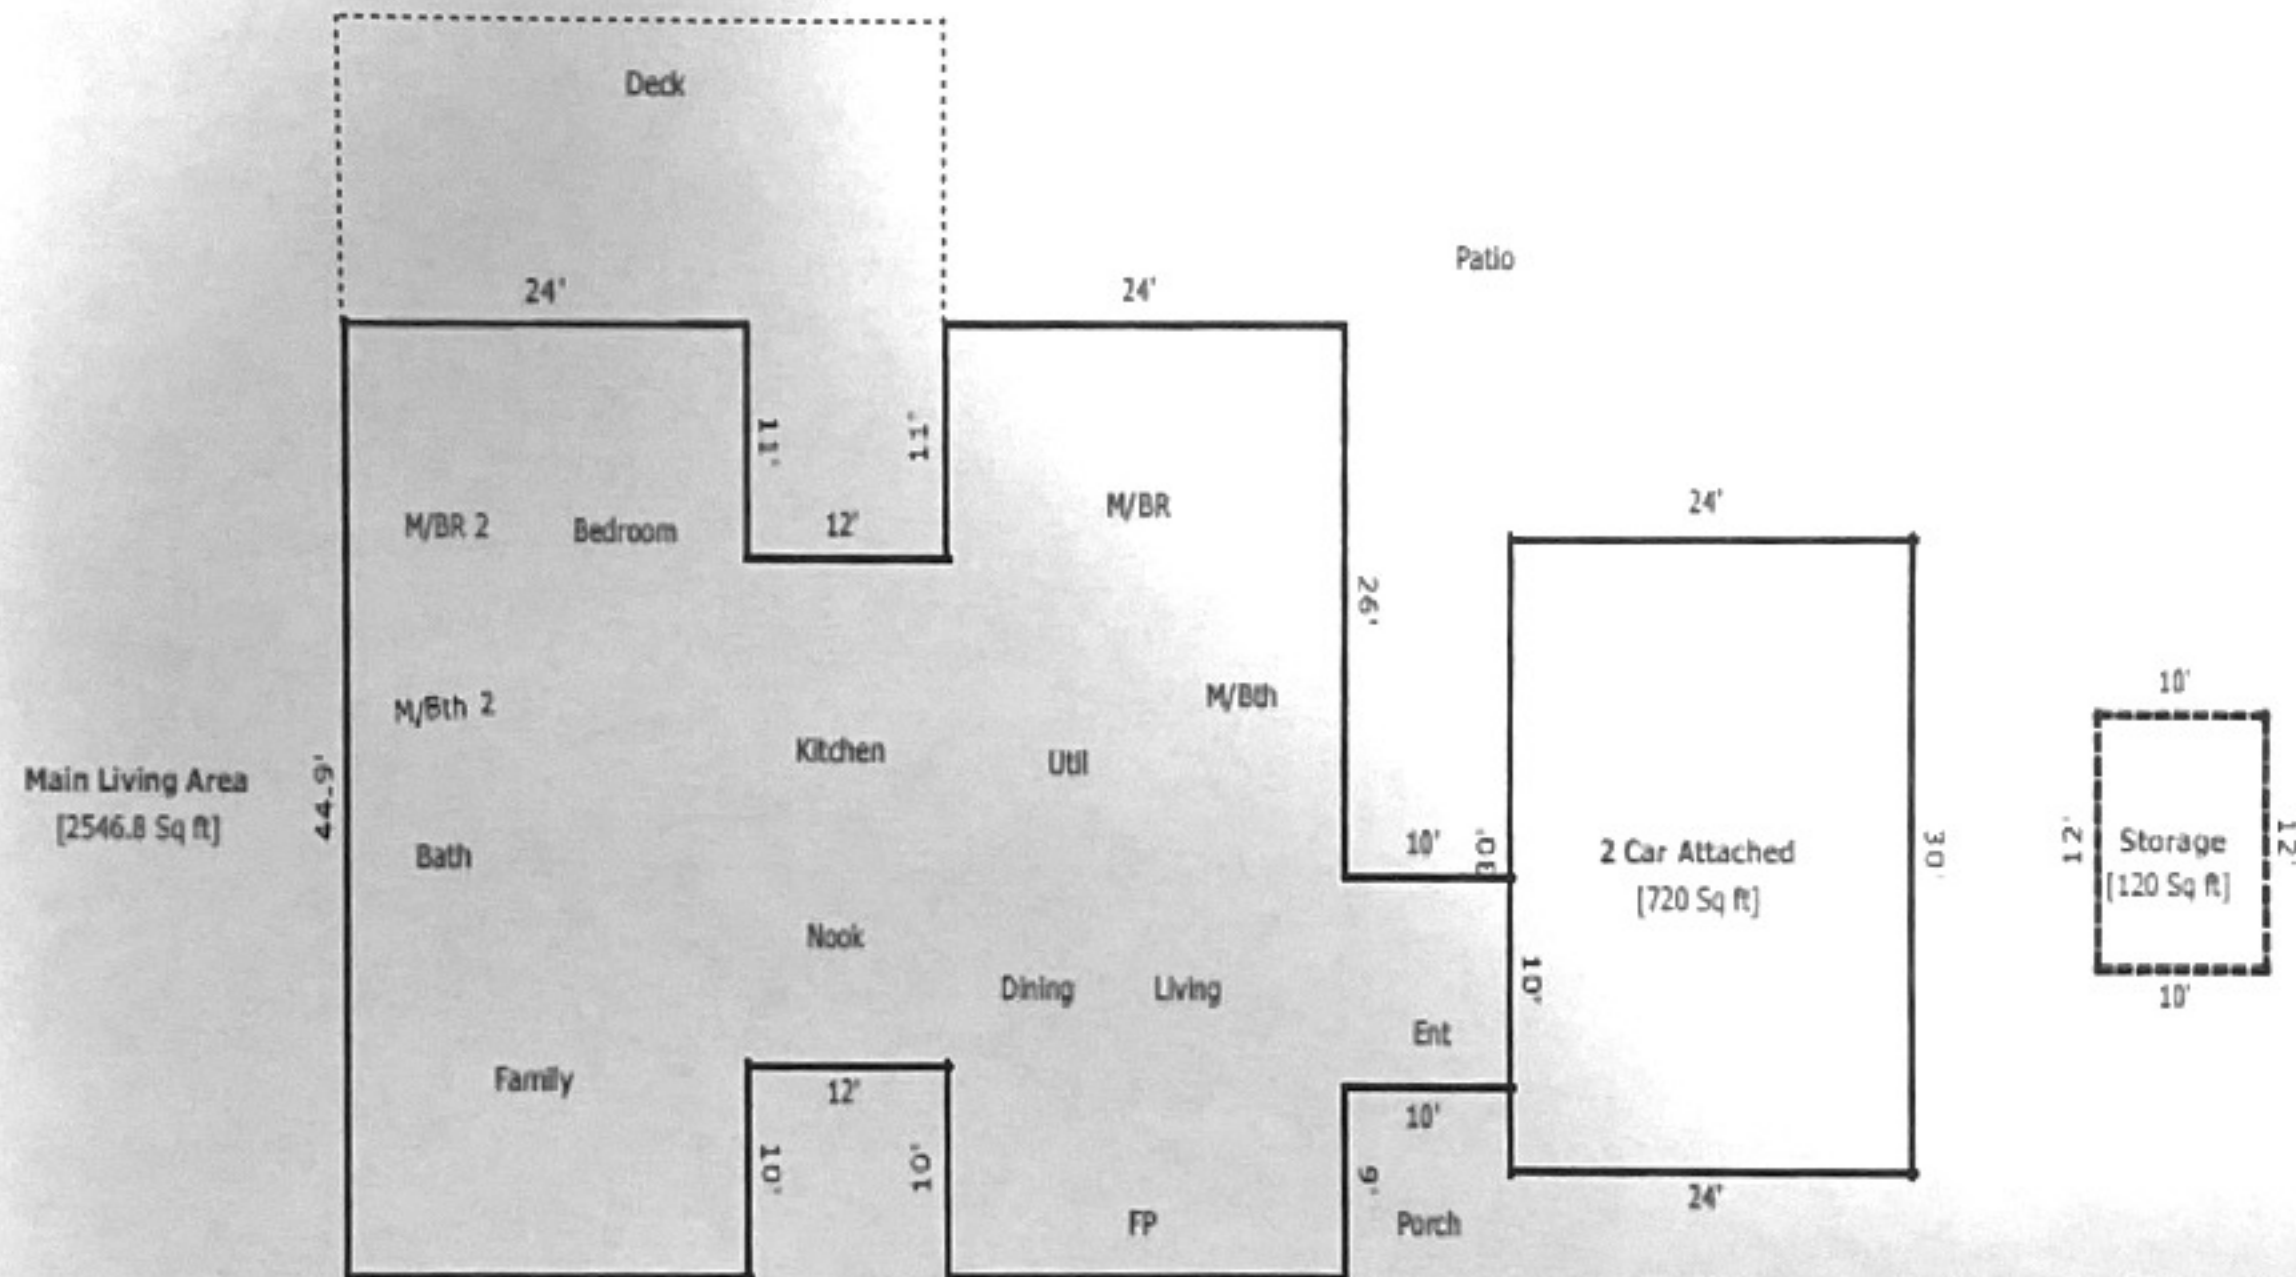 Deck
Patio
24'
24'
11'
11'
24'
M/BR
M/BR 2 Bedroom
12'
26'
10'
M/Bth
M/Bth 2
Kitchen
Util
Main Living Area
[2546.8 Sq ft]
44.9'
10'
30'
2 Car Attached
[720 Sq ft]
30'
12'
Storage
[120 Sq ft]
12'
Bath
Nook
10'
Dining Living
10'
Ent
Family
12'
10'
24'
10'
10'
9'
FP
Porch